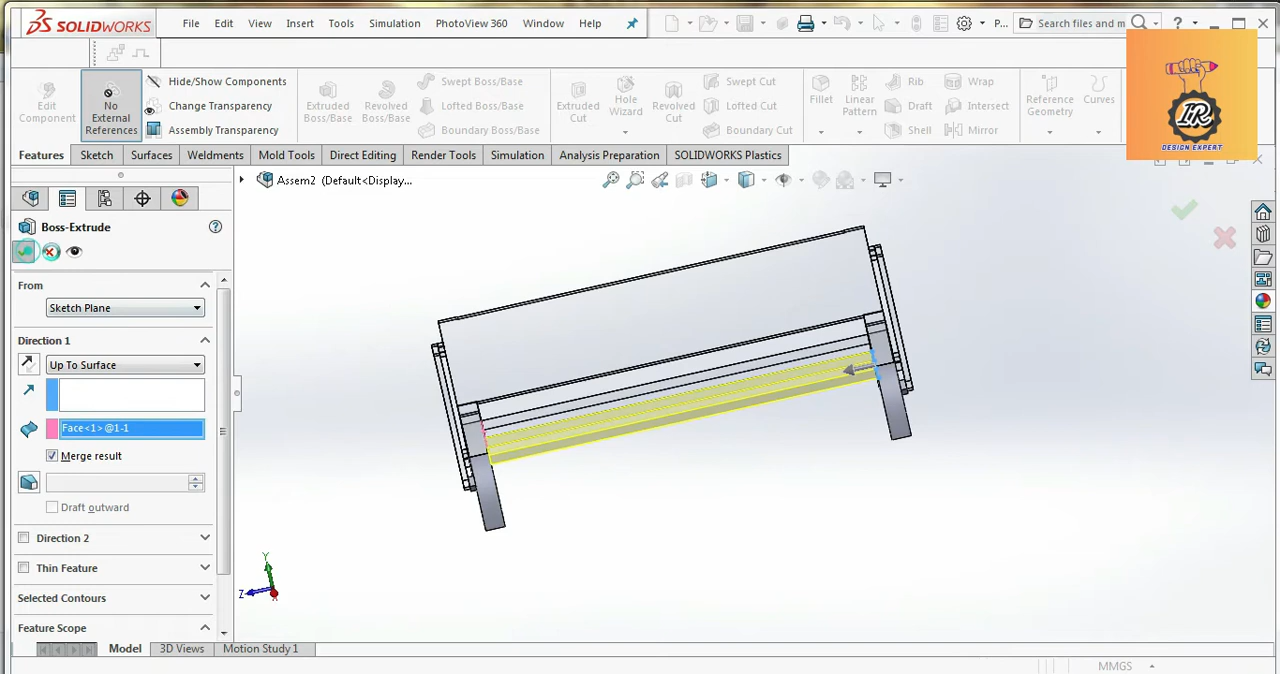 SOLIDWORKS File Edit View Insert Tools Simulation PhotoView 360 Window Help P... Search files and m ?
Edit Component
No External References
Hide/Show Components
Change Transparency
Assembly Transparency
Extruded Boss/Base
Revolved Boss/Base
Swept Boss/Base
Lofted Boss/Base
Boundary Boss/Base
Extruded Cut
Hole Wizard
Revolved Cut
Swept Cut
Lofted Cut
Boundary Cut
Fillet
Linear Pattern
Rib
Draft
Shell
Wrap
Intersect
Mirror
Reference Geometry
Curves
IR
DESIGN EXPERT
Features Sketch Surfaces Weldments Mold Tools Direct Editing Render Tools Simulation Analysis Preparation SOLIDWORKS Plastics
Assem2 (Default<Display...
Boss-Extrude
From
Sketch Plane
Direction 1
Up To Surface
Face<1>@1-1
Merge result
Draft outward
Direction 2
Thin Feature
Selected Contours
Feature Scope
Y
Z
X
Model 3D Views Motion Study 1
MMGS